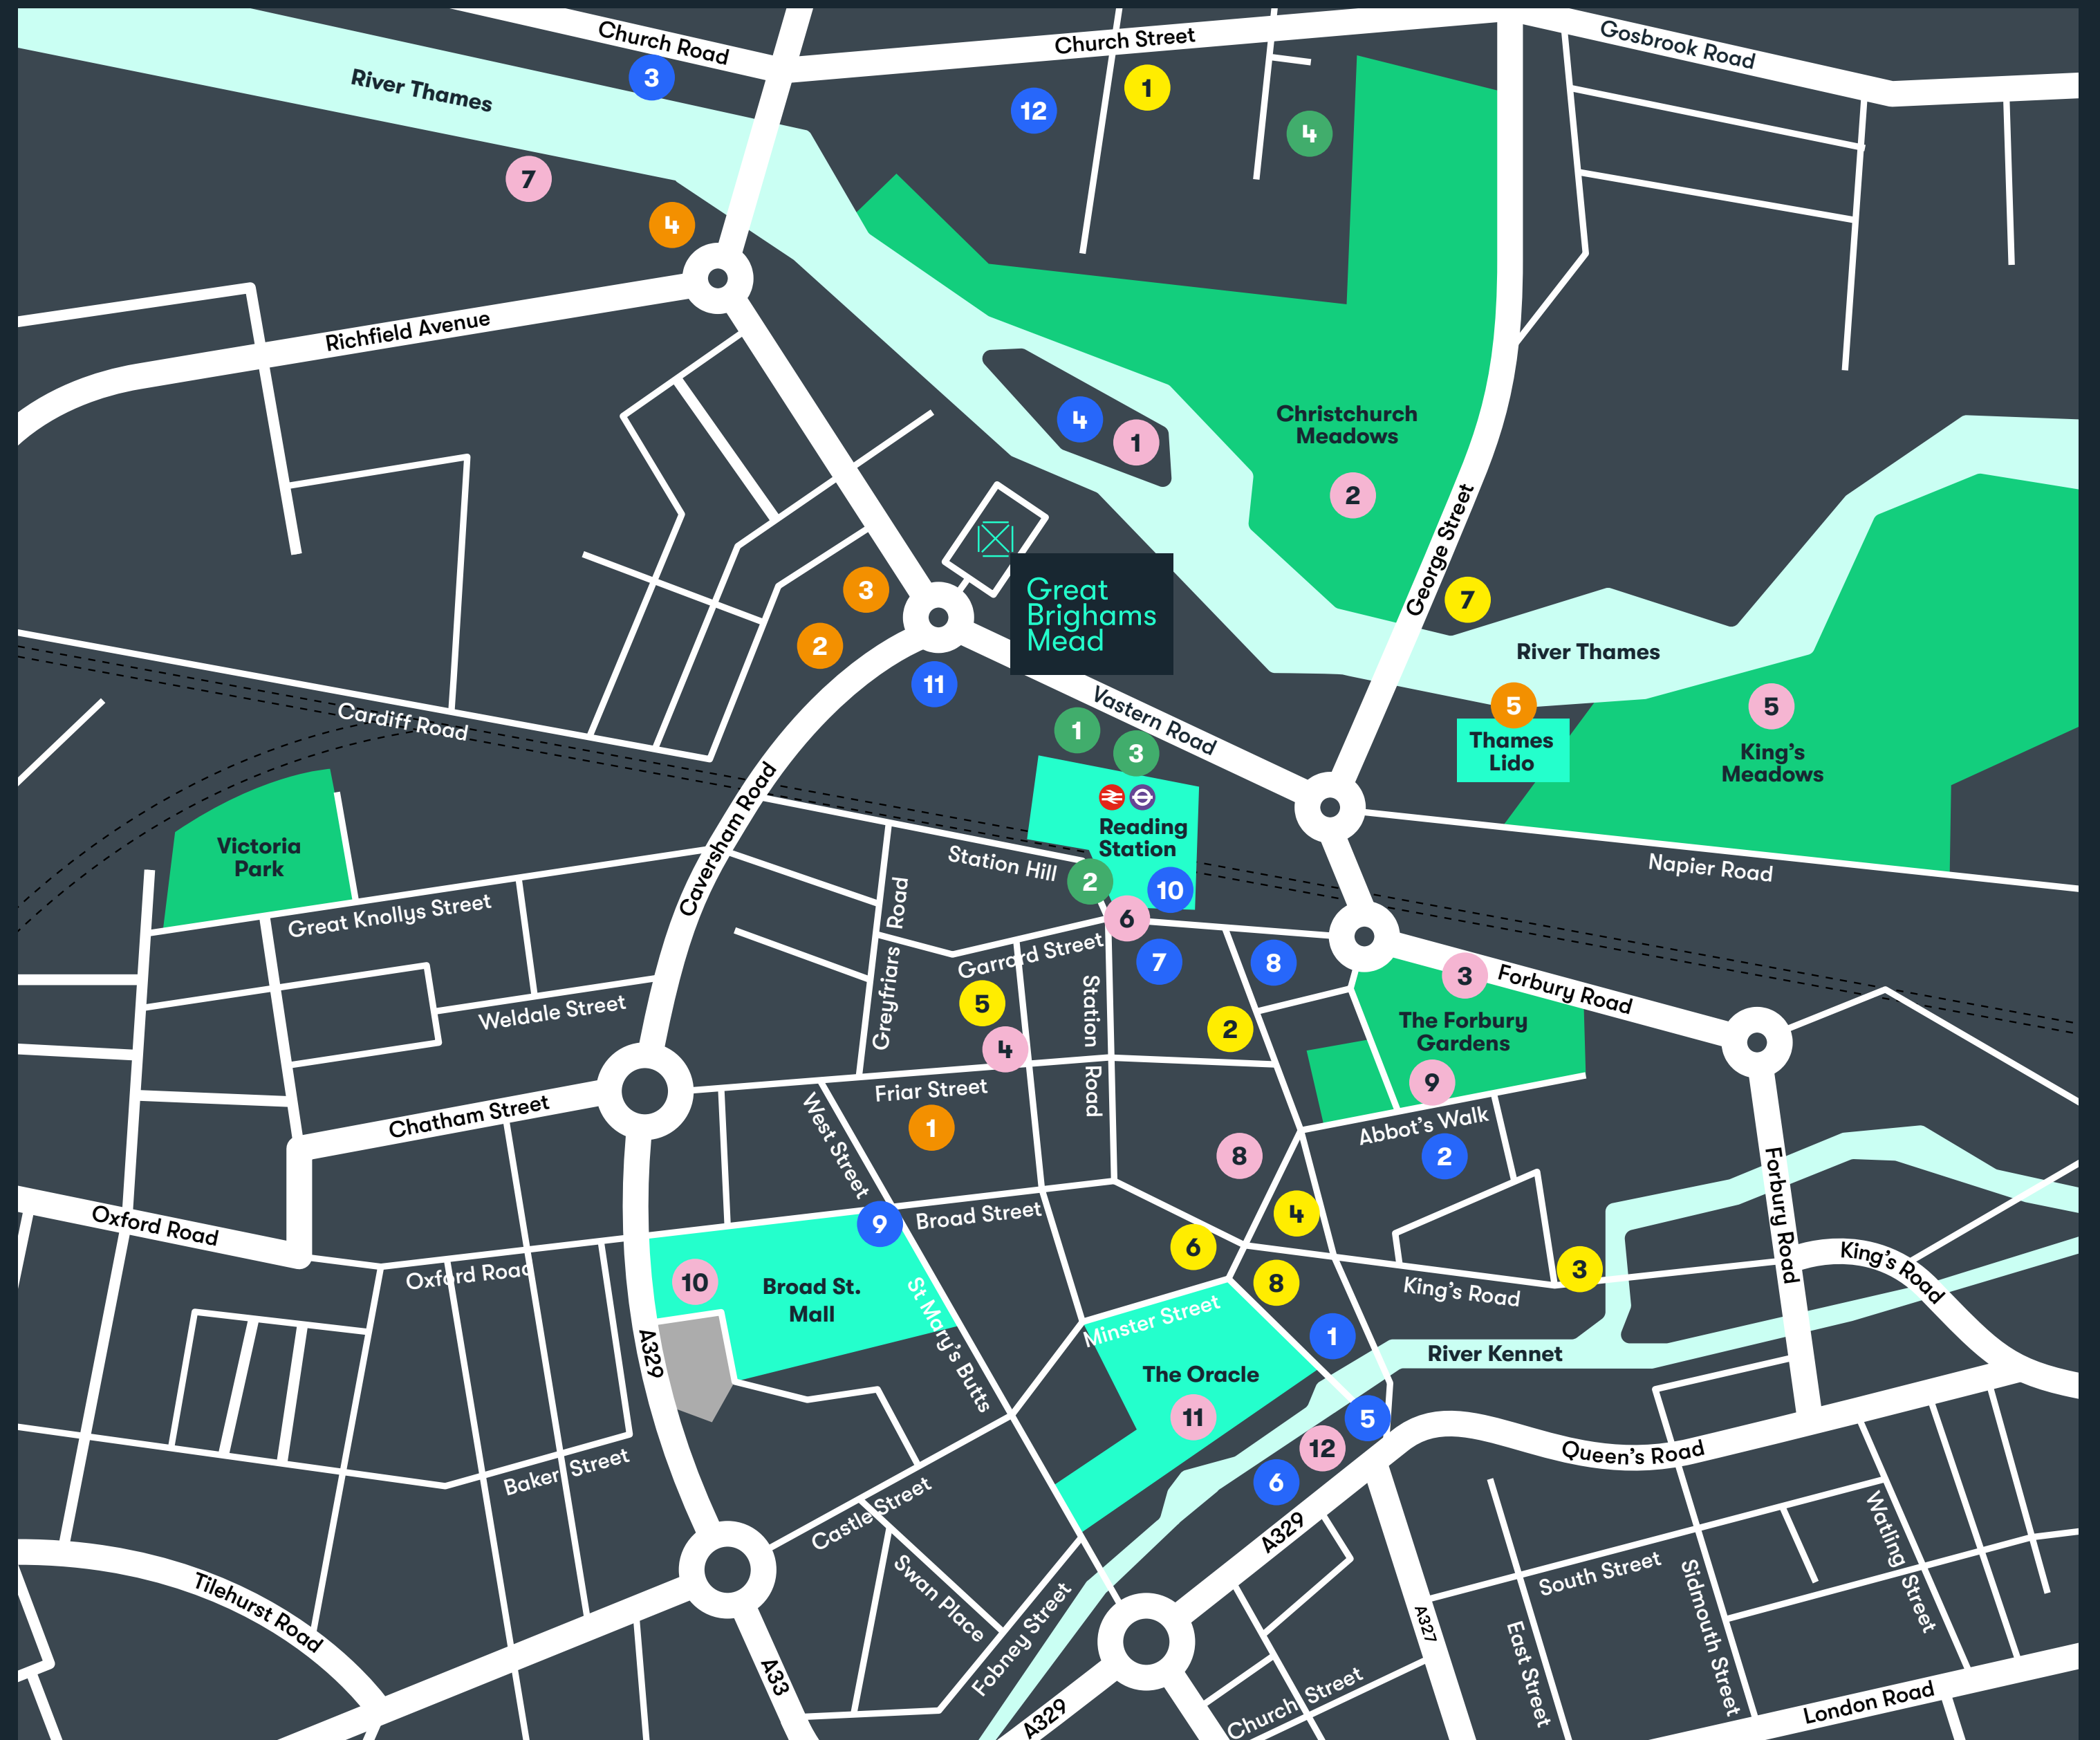 Church Road
3
Church Street
Gosbrook Road
River Thames
12
1
4
7
4
Richfield Avenue
4
1
Christchurch
Meadows
2
George Street
3
2
11
Great
Brighams
Mead
7
River Thames
Cardiff Road
Vastern Road
1
3
5
Thames
Lido
5
King's
Meadows
Caversham Road
Reading
Station
Victoria
Park
Station Hill
2
10
Napier Road
Great Knollys Street
Greyfriars Road
6
Garrard Street
7
8
3
Forbury Road
Weldale Street
5
Station Road
2
The Forbury
Gardens
4
9
Friar Street
Chatham Street
West Street
1
Abbot's Walk
2
8
Forbury Road
Oxford Road
9
Broad Street
4
6
Oxford Road
10
Broad St.
Mall
8
3
King's Road
King's Road
St Mary's Butts
Minster Street
1
River Kennet
A329
The Oracle
11
5
12
Queen's Road
Baker Street
6
Castle Street
A329
Watling Street
Swan Place
South Street
Tilehurst Road
Fobney Street
A327
East Street
Sidmouth Street
A33
Church Street
A329
London Road